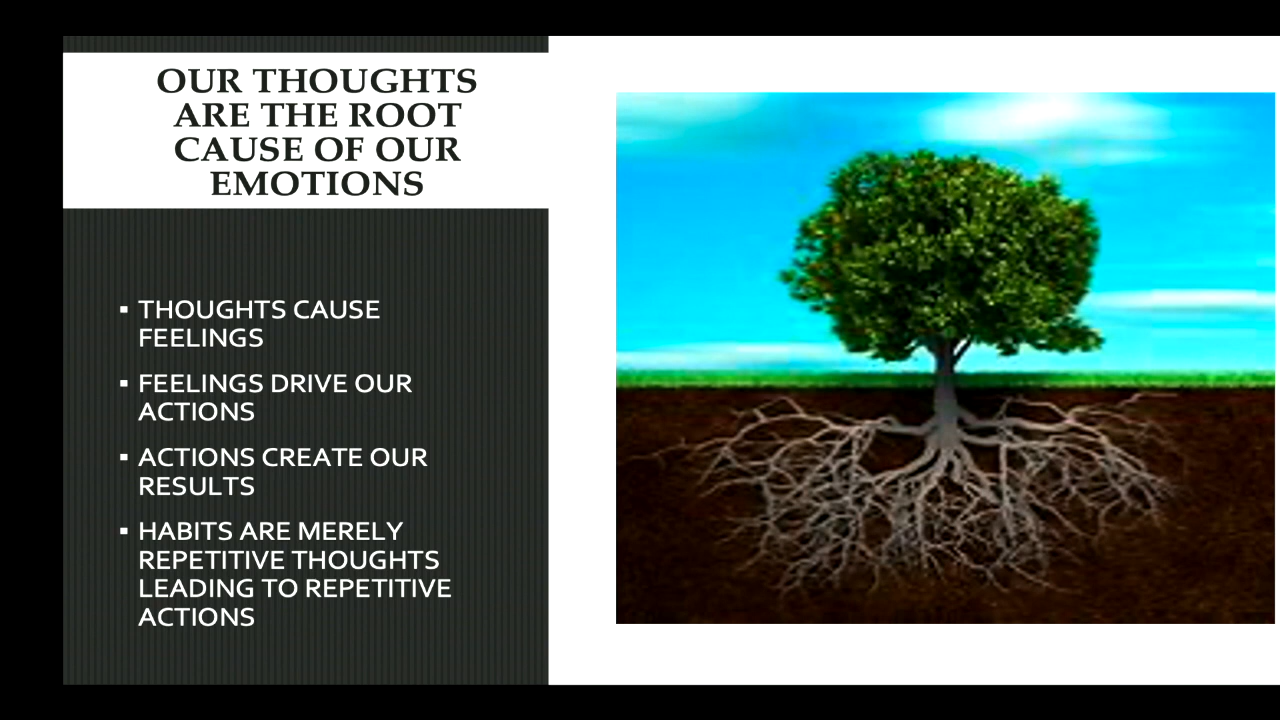 OUR THOUGHTS
ARE THE ROOT
CAUSE OF OUR
EMOTIONS
▪ THOUGHTS CAUSE
FEELINGS
▪ FEELINGS DRIVE OUR
ACTIONS
▪ ACTIONS CREATE OUR
RESULTS
▪ HABITS ARE MERELY
REPETITIVE THOUGHTS
LEADING TO REPETITIVE
ACTIONS